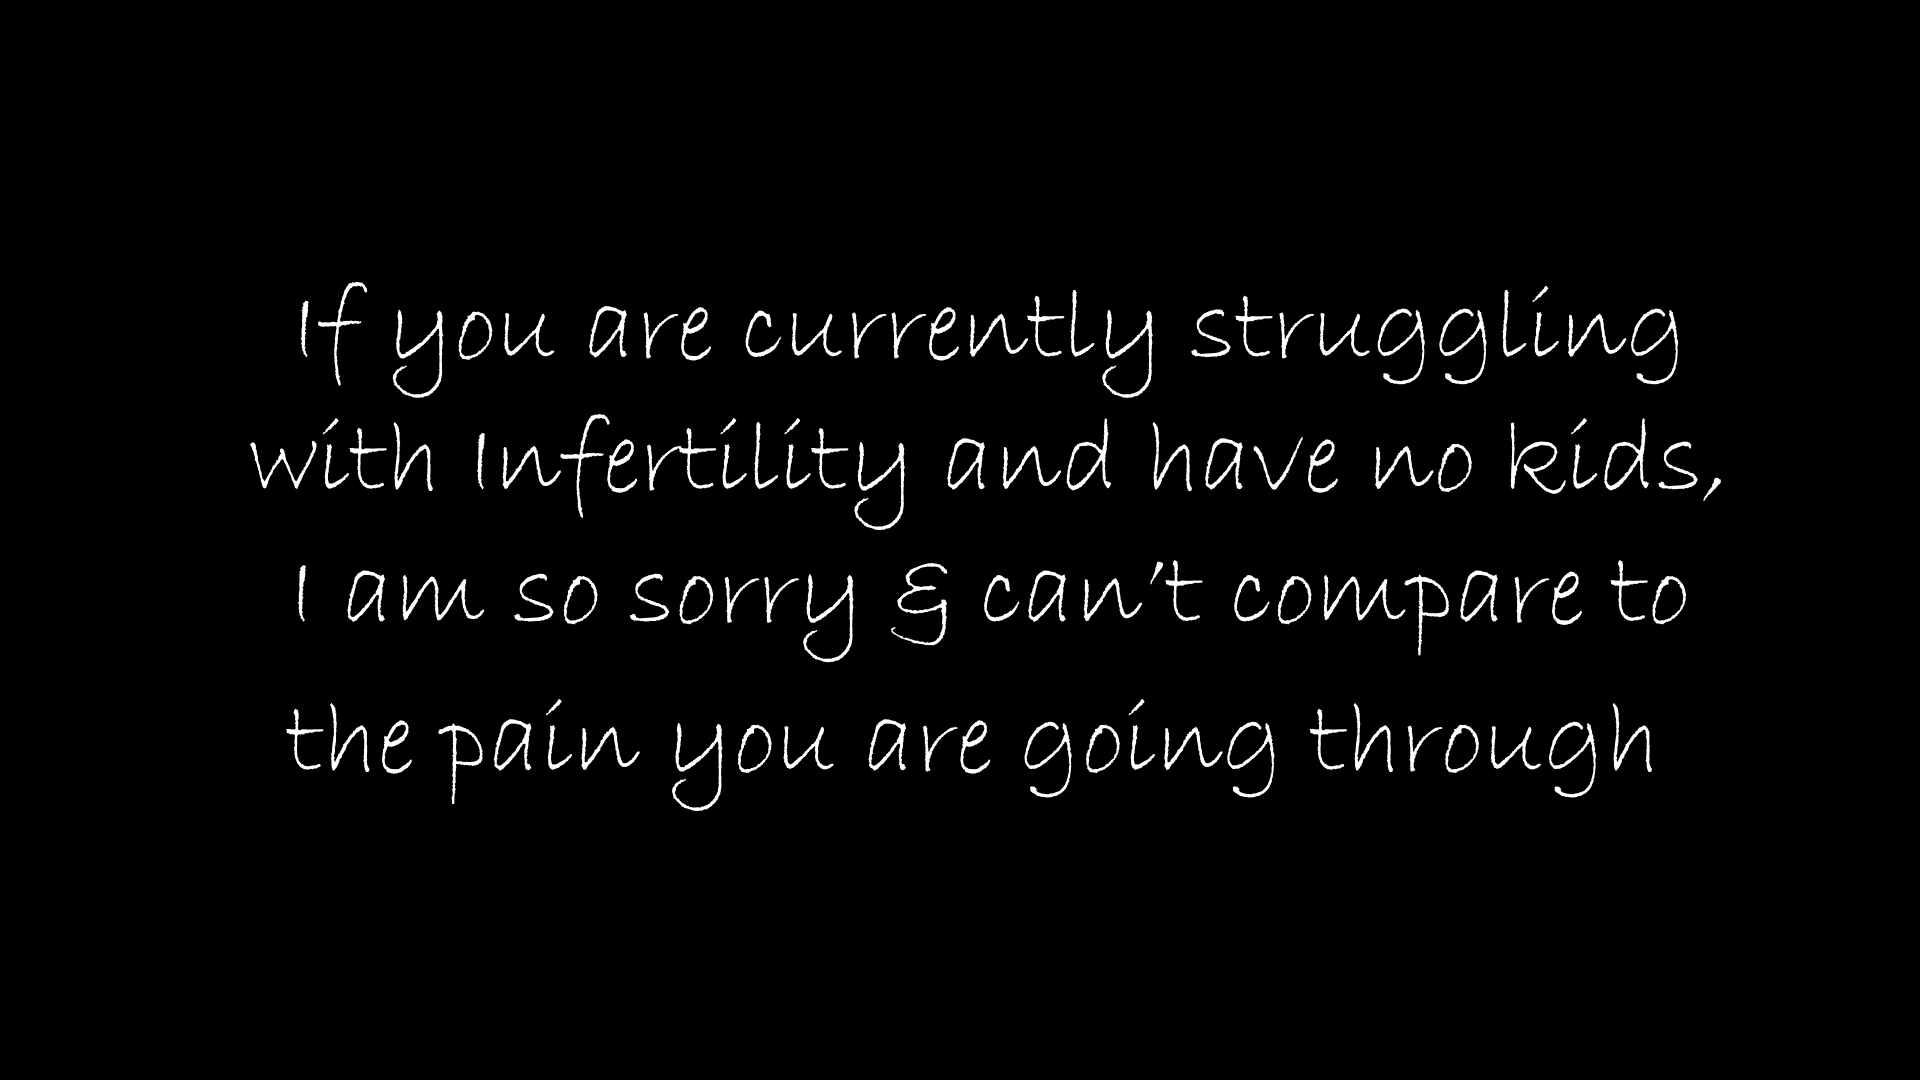 If you are currently struggling
with Infertility and have no kids,
I am so sorry & can't compare to
the pain you are going through